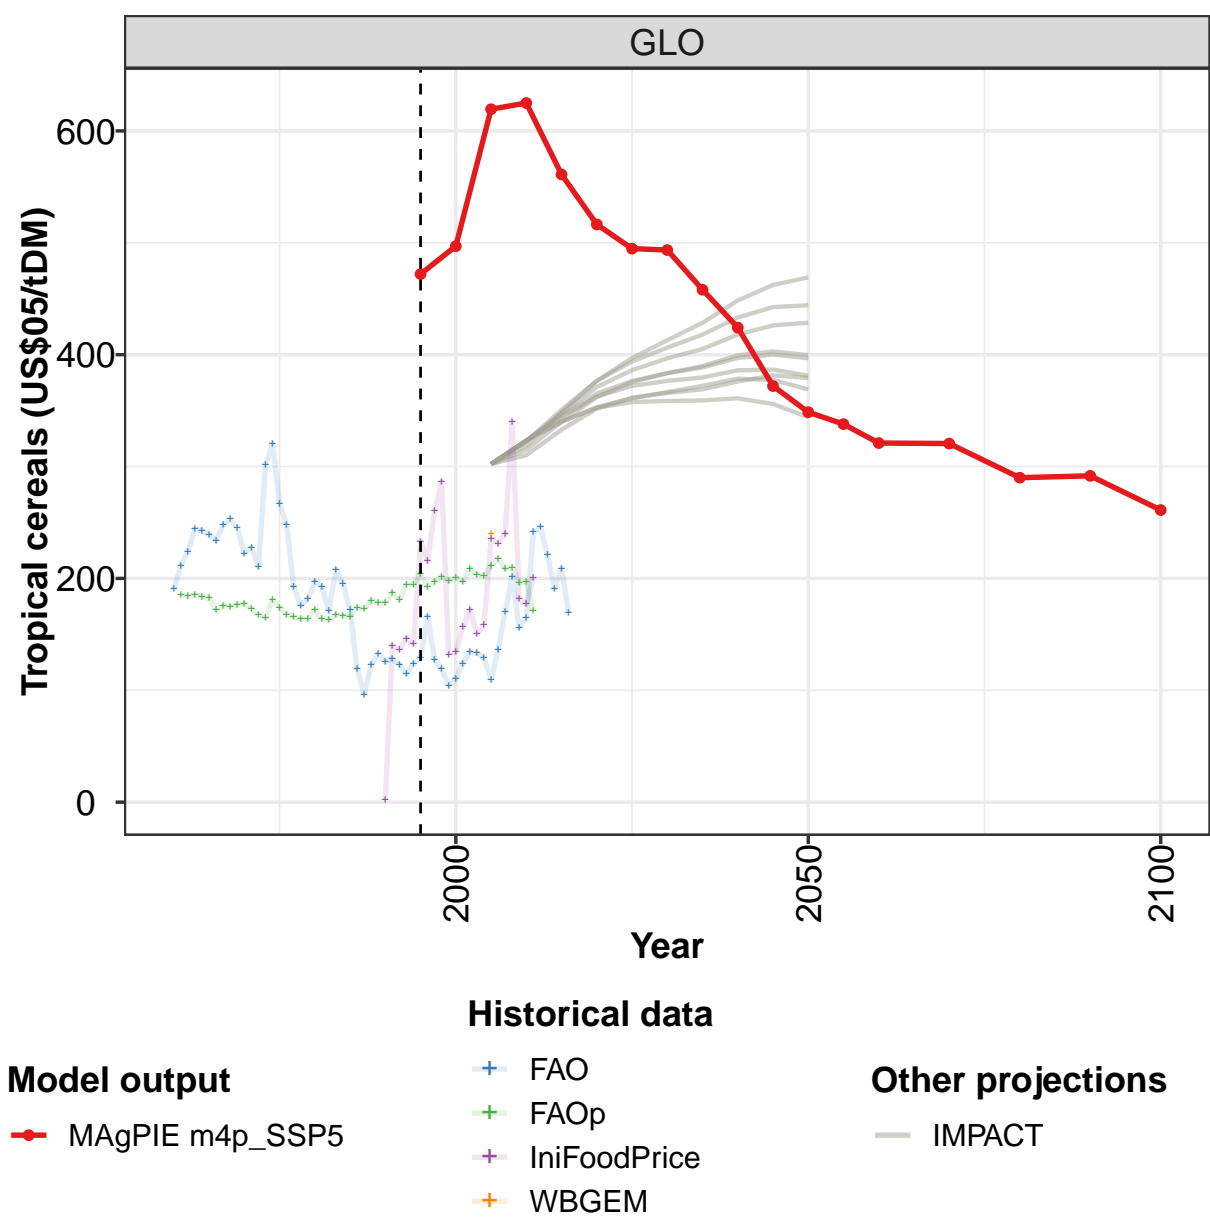 GLO
Tropical cereals (US$05/tDM)
600
400
200
0
2000
2050
2100
Year
Historical data
FAO
FAOp
IniFoodPrice
WBGEM
Model output
MAgPIE m4p_SSP5
Other projections
IMPACT